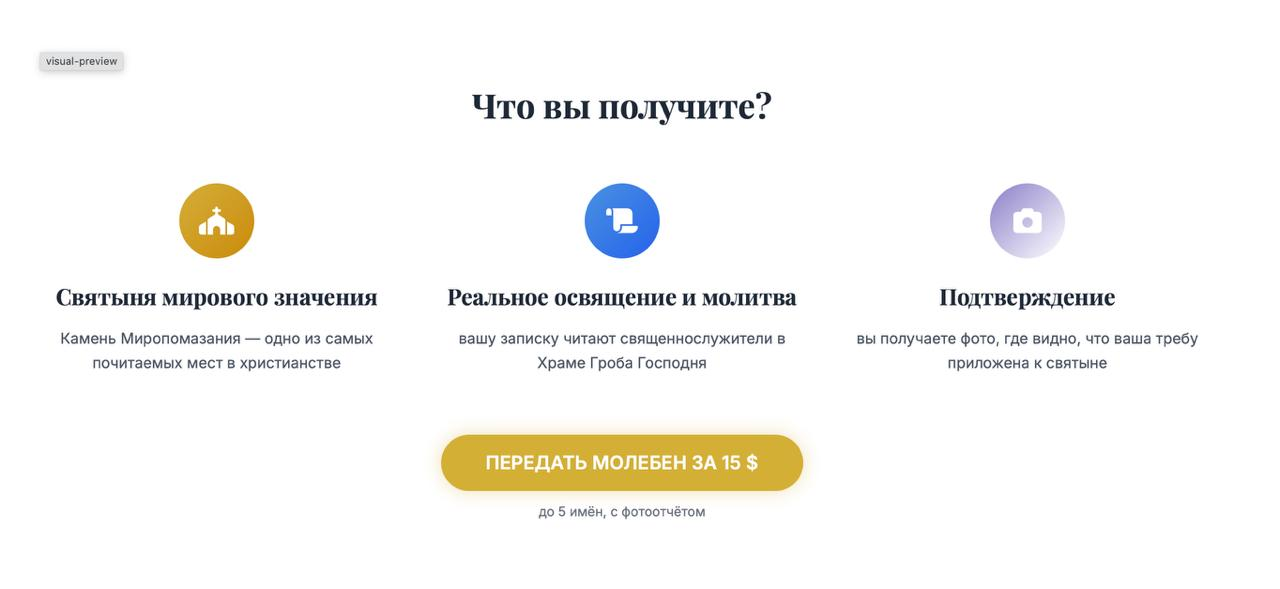 visual-preview
Что вы получите?
Святыня мирового значения
Камень Миропомазания — одно из самых
почитаемых мест в христианстве
Реальное освящение и молитва
вашу записку читают священнослужители в
Храме Гроба Господня
Подтверждение
вы получаете фото, где видно, что ваша требу
приложена к святыне
ПЕРЕДАТЬ МОЛЕБЕН ЗА 15 $
до 5 имён, с фотоотчётом